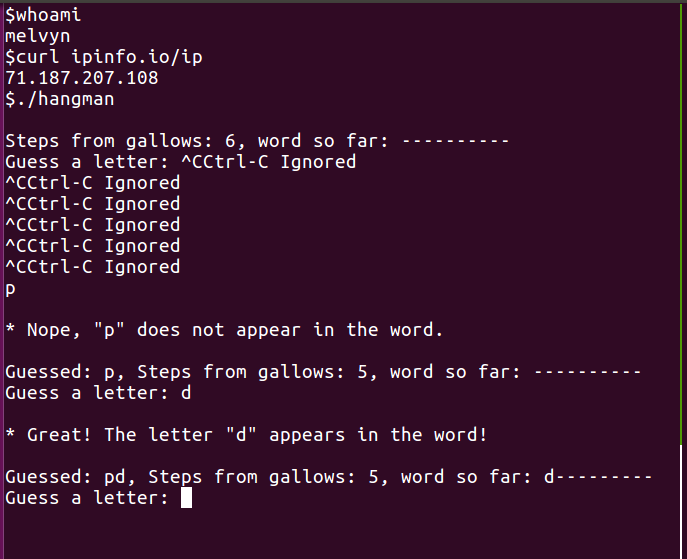 $whoami
melvyn
$curl ipinfo.io/ip
71.187.207.108
$./hangman
Steps from gallows: 6, word so far: ----------
Guess a letter: ^CCtrl-C Ignored
^CCtrl-C Ignored
^CCtrl-C Ignored
^CCtrl-C Ignored
^CCtrl-C Ignored
^CCtrl-C Ignored
p
* Nope, "p" does not appear in the word.
Guessed: p, Steps from gallows: 5, word so far: ----------
Guess a letter: d
* Great! The letter "d" appears in the word!
Guessed: pd, Steps from gallows: 5, word so far: d---------
Guess a letter: